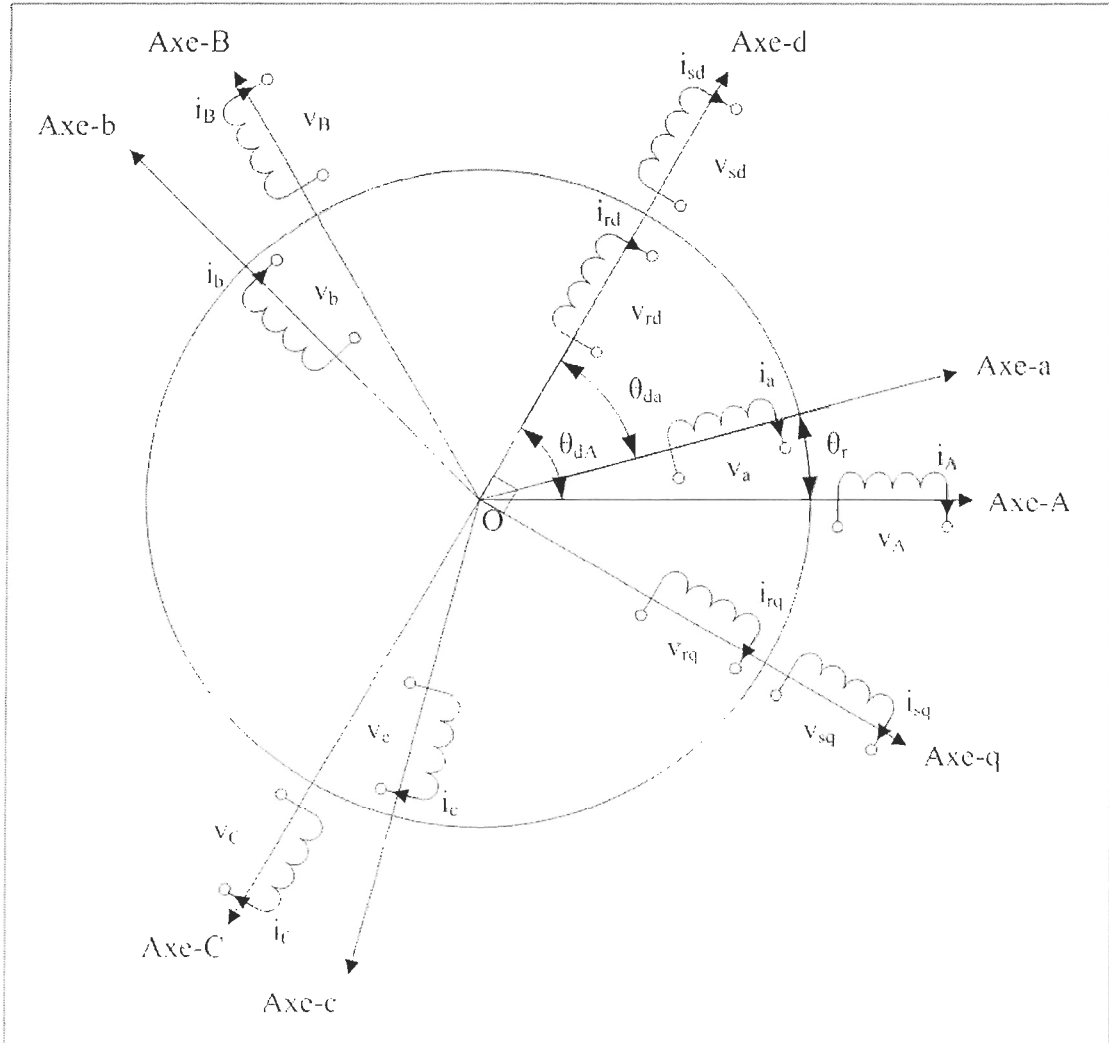 Axe-B
Axe-d
i_B
v_B
i_sd
Axe-b
v_sd
i_rd
i_b
v_b
v_rd
Axe-a
i_a
θ_da
θ_dA
θ_r
i_A
v_a
Axe-A
O
v_A
i_rq
v_rq
i_sq
v_sq
v_c
Axe-q
i_c
v_C
i_C
Axe-C
Axe-c